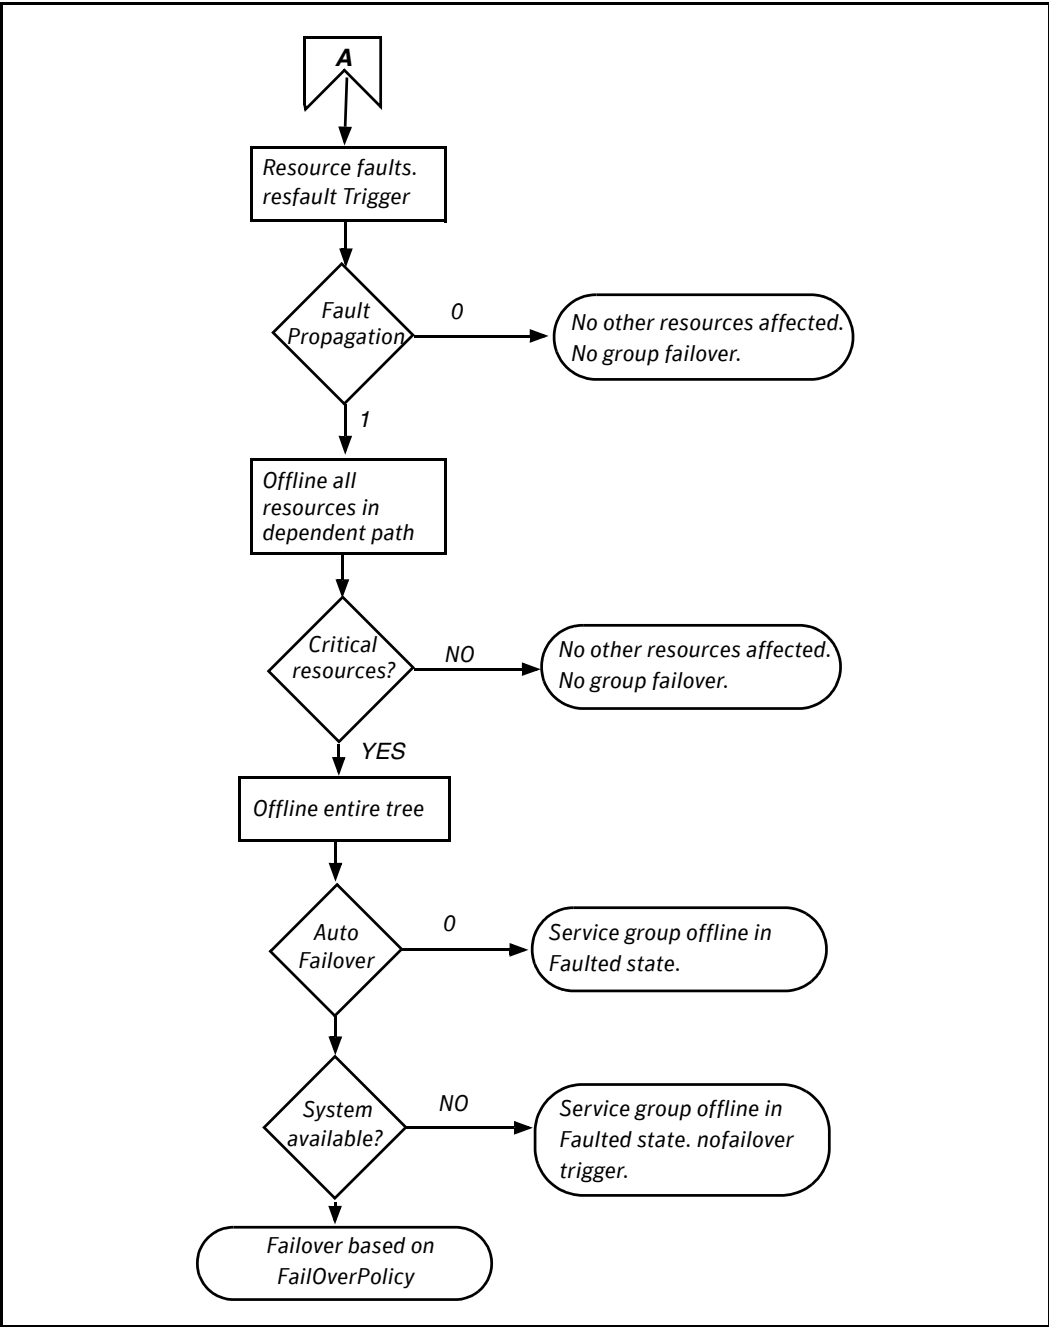 A
Resource faults.
resfault Trigger
Fault
Propagation
0
No other resources affected.
No group failover.
1
Offline all
resources in
dependent path
Critical
resources?
NO
No other resources affected.
No group failover.
YES
Offline entire tree
Auto
Failover
0
Service group offline in
Faulted state.
System
available?
NO
Service group offline in
Faulted state. nofailover
trigger.
Failover based on
FailOverPolicy